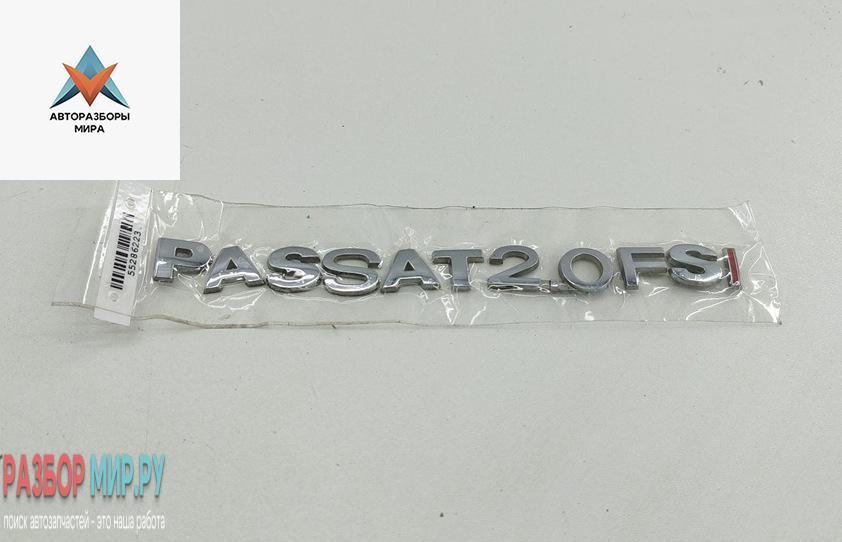 АВТОРАЗБОРЫ
МИРА
55286223
PASSAT2.0FSI
РАЗБОР МИР.РУ
поиск автозапчастей - это наша работа